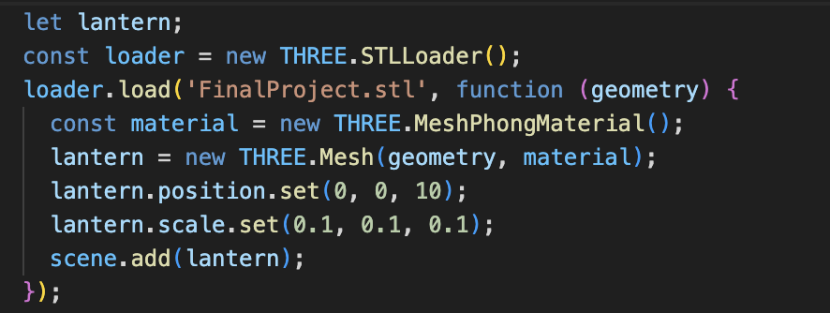 let lantern;
const loader = new THREE.STLLoader();
loader.load('FinalProject.stl', function (geometry) {
  const material = new THREE.MeshPhongMaterial();
  lantern = new THREE.Mesh(geometry, material);
  lantern.position.set(0, 0, 10);
  lantern.scale.set(0.1, 0.1, 0.1);
  scene.add(lantern);
});